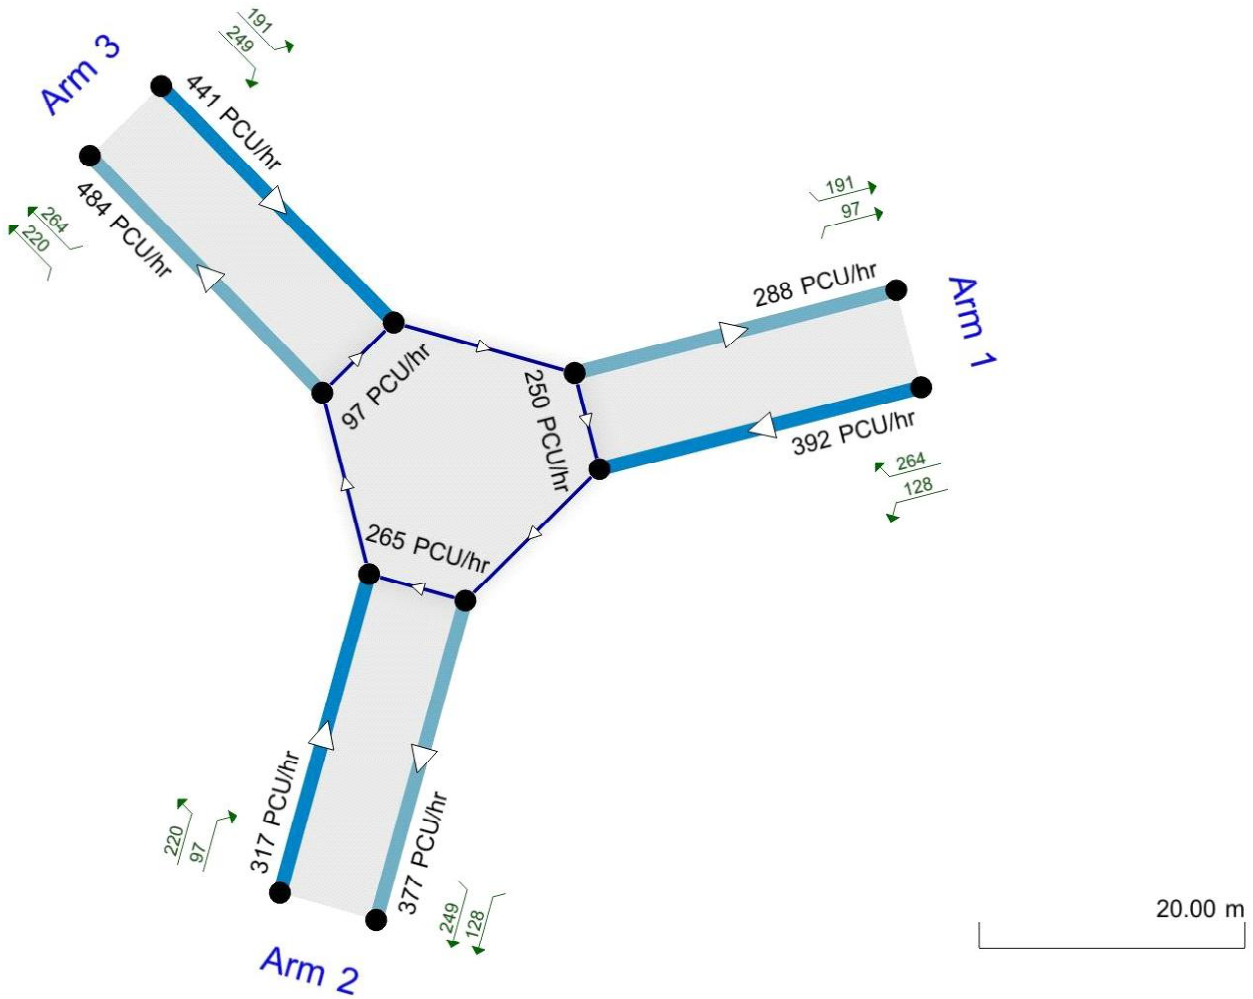 191
249
Arm 3
441 PCU/hr
484 PCU/hr
264
220
191
97
288 PCU/hr
Arm 1
97 PCU/hr
250 PCU/hr
392 PCU/hr
264
128
265 PCU/hr
317 PCU/hr
220
97
377 PCU/hr
249
128
20.00 m
Arm 2